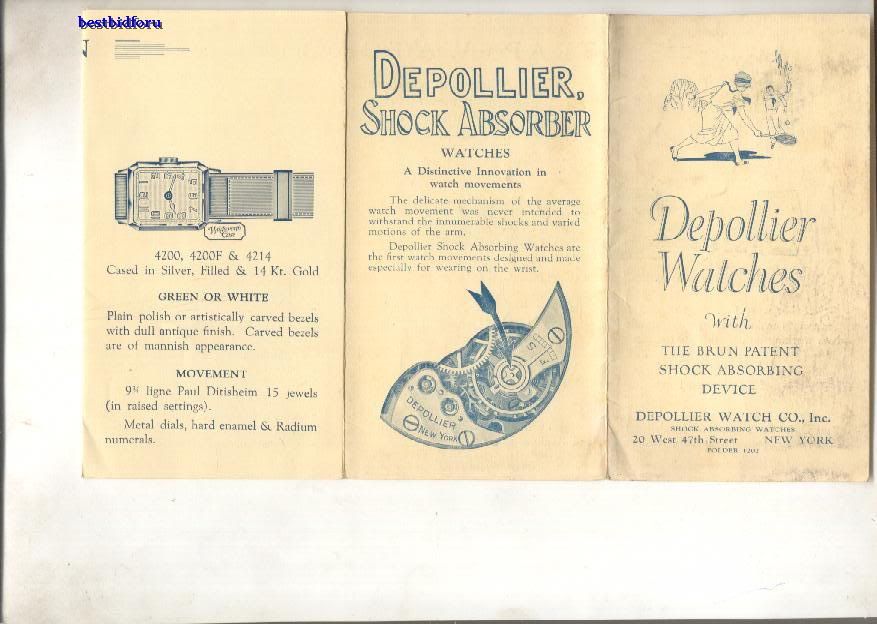 bestbidforu
4200, 4200F & 4214
Cased in Silver, Filled & 14 Kt. Gold
GREEN OR WHITE
Plain polish or artistically carved bezels
with dull antique finish. Carved bezels
are of mannish appearance.
MOVEMENT
9¾ ligne Paul Ditisheim 15 jewels
(in raised settings).
Metal dials, hard enamel & Radium
numerals.
DEPOLLIER,
SHOCK ABSORBER
WATCHES
A Distinctive Innovation in
watch movements
The delicate mechanism of the average
watch movement was never intended to
withstand the innumerable shocks and varied
motions of the arm.
Depollier Shock Absorbing Watches are
the first watch movements designed and made
especially for wearing on the wrist.
S
F
DEPOLLIER
NEW YORK
Depollier
Watches
with
THE BRUN PATENT
SHOCK ABSORBING
DEVICE
DEPOLLIER WATCH CO., Inc.
SHOCK ABSORBING WATCHES
20 West 47th Street NEW YORK
FOLDER 1202